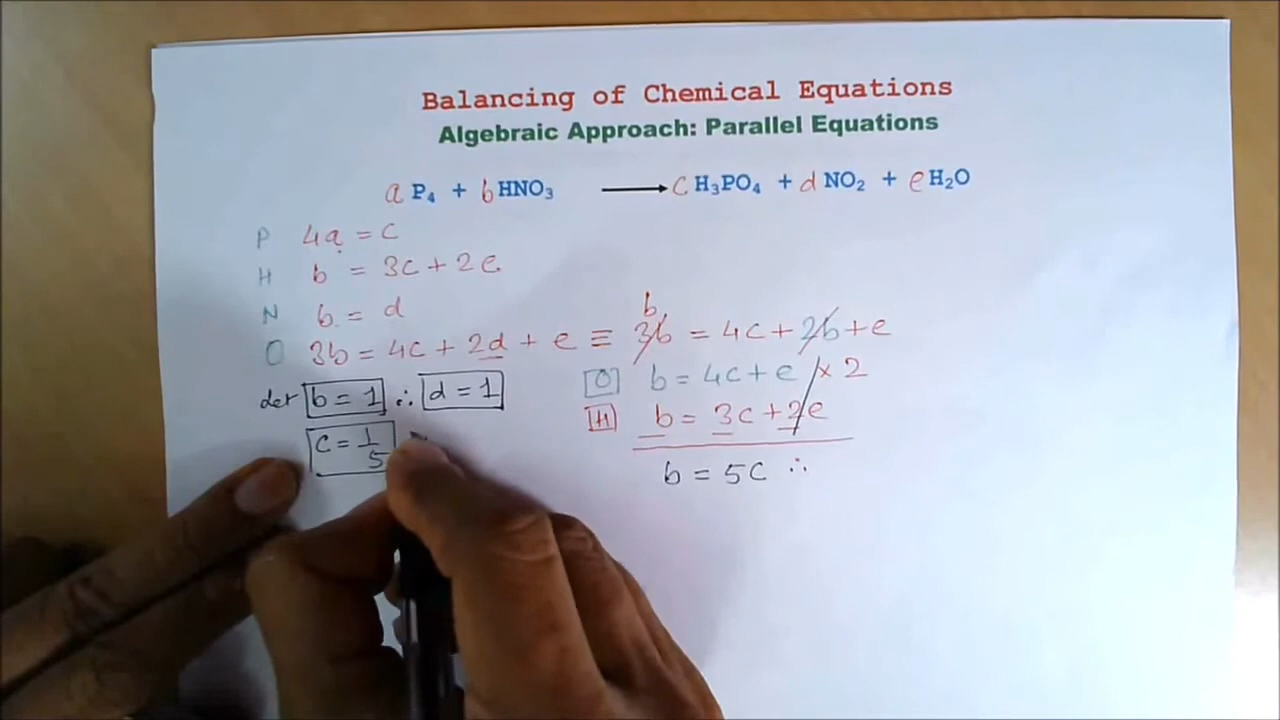 Balancing of Chemical Equations
Algebraic Approach: Parallel Equations
a P₄ + b HNO₃ ⟶ c H₃PO₄ + d NO₂ + e H₂O
P 4a = c
H b = 3c + 2e
N b = d
O 3b = 4c + 2d + e ≡ 3b = 4c + 2b + e
b
let b = 1 ∴ d = 1
O b = 4c + e × 2
H b = 3c + 2e
c = 1/5
b = 5c ∴